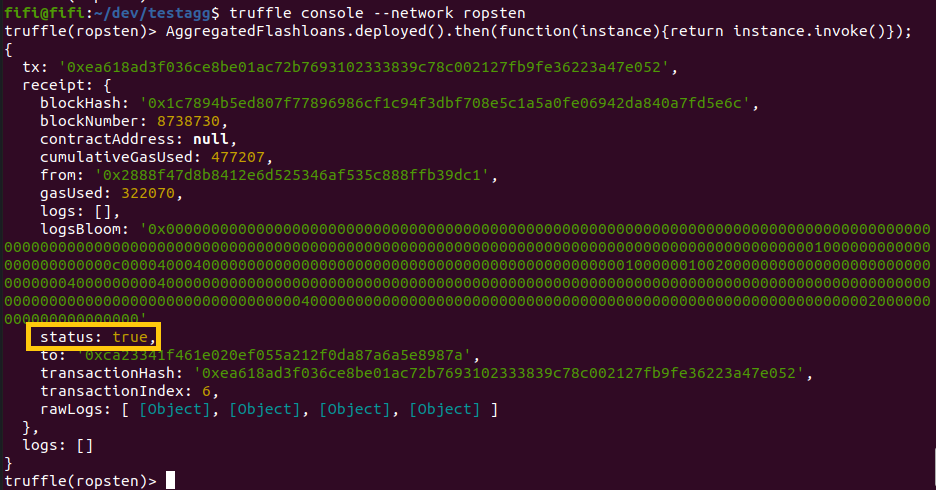 fifi@fifi:~/dev/testagg$ truffle console --network ropsten
truffle(ropsten)> AggregatedFlashloans.deployed().then(function(instance){return instance.invoke()});
{
  tx: '0xea618ad3f036ce8be01ac72b7693102333839c78c002127fb9fe36223a47e052',
  receipt: {
    blockHash: '0x1c7894b5ed807f77896986cf1c94f3dbf708e5c1a5a0fe06942da840a7fd5e6c',
    blockNumber: 8738730,
    contractAddress: null,
    cumulativeGasUsed: 477207,
    from: '0x2888f47d8b8412e6d525346af535c888ffb39dc1',
    gasUsed: 322070,
    logs: [],
    logsBloom:
    status: true,
    to: '0xca23341f461e020ef055a212f0da87a6a5e8987a',
    transactionHash: '0xea618ad3f036ce8be01ac72b7693102333839c78c002127fb9fe36223a47e052',
    transactionIndex: 6,
    rawLogs: [ [Object], [Object], [Object], [Object] ]
  },
  logs: []
}
truffle(ropsten)>